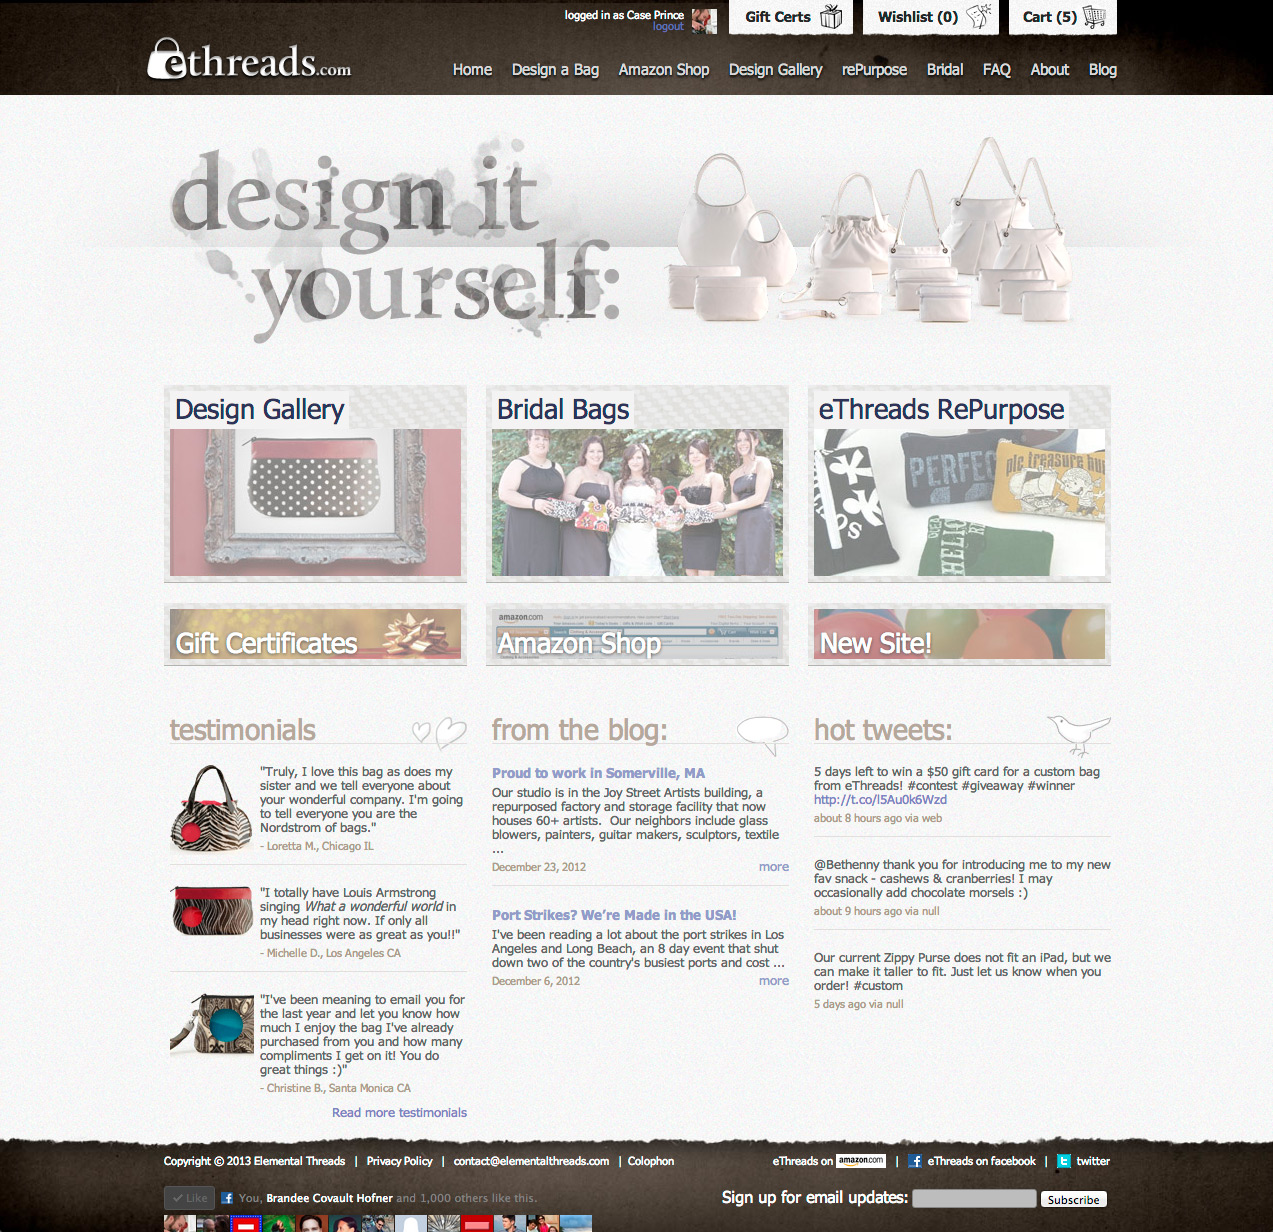 logged in as Case Prince
logout
Gift Certs
Wishlist (0)
Cart (5)
ethreads.com
Home
Design a Bag
Amazon Shop
Design Gallery
rePurpose
Bridal
FAQ
About
Blog
design it
yourself:
Design Gallery
Bridal Bags
eThreads RePurpose
PERFEC
pic treasure hu
HELLO
Gift Certificates
amazon.com
Amazon Shop
New Site!
testimonials
"Truly, I love this bag as does my
sister and we tell everyone about
your wonderful company. I'm going
to tell everyone you are the
Nordstrom of bags."
- Loretta M., Chicago IL
"I totally have Louis Armstrong
singing What a wonderful world in
my head right now. If only all
businesses were as great as you!!"
- Michelle D., Los Angeles CA
"I've been meaning to email you for
the last year and let you know how
much I enjoy the bag I've already
purchased from you and how many
compliments I get on it! You do
great things :)"
- Christine B., Santa Monica CA
Read more testimonials
from the blog:
Proud to work in Somerville, MA
Our studio is in the Joy Street Artists building, a
repurposed factory and storage facility that now
houses 60+ artists.  Our neighbors include glass
blowers, painters, guitar makers, sculptors, textile
...
December 23, 2012
more
Port Strikes? We're Made in the USA!
I've been reading a lot about the port strikes in Los
Angeles and Long Beach, an 8 day event that shut
down two of the country's busiest ports and cost ...
December 6, 2012
more
hot tweets:
5 days left to win a $50 gift card for a custom bag
from eThreads! #contest #giveaway #winner
http://t.co/l5Au0k6Wzd
about 8 hours ago via web
@Bethenny thank you for introducing me to my new
fav snack - cashews & cranberries! I may
occasionally add chocolate morsels :)
about 9 hours ago via null
Our current Zippy Purse does not fit an iPad, but we
can make it taller to fit. Just let us know when you
order! #custom
5 days ago via null
Copyright © 2013 Elemental Threads | Privacy Policy | contact@elementalthreads.com | Colophon
eThreads on amazon.com | eThreads on facebook | twitter
Like
You, Brandee Covault Hofner and 1,000 others like this.
Sign up for email updates:
Subscribe